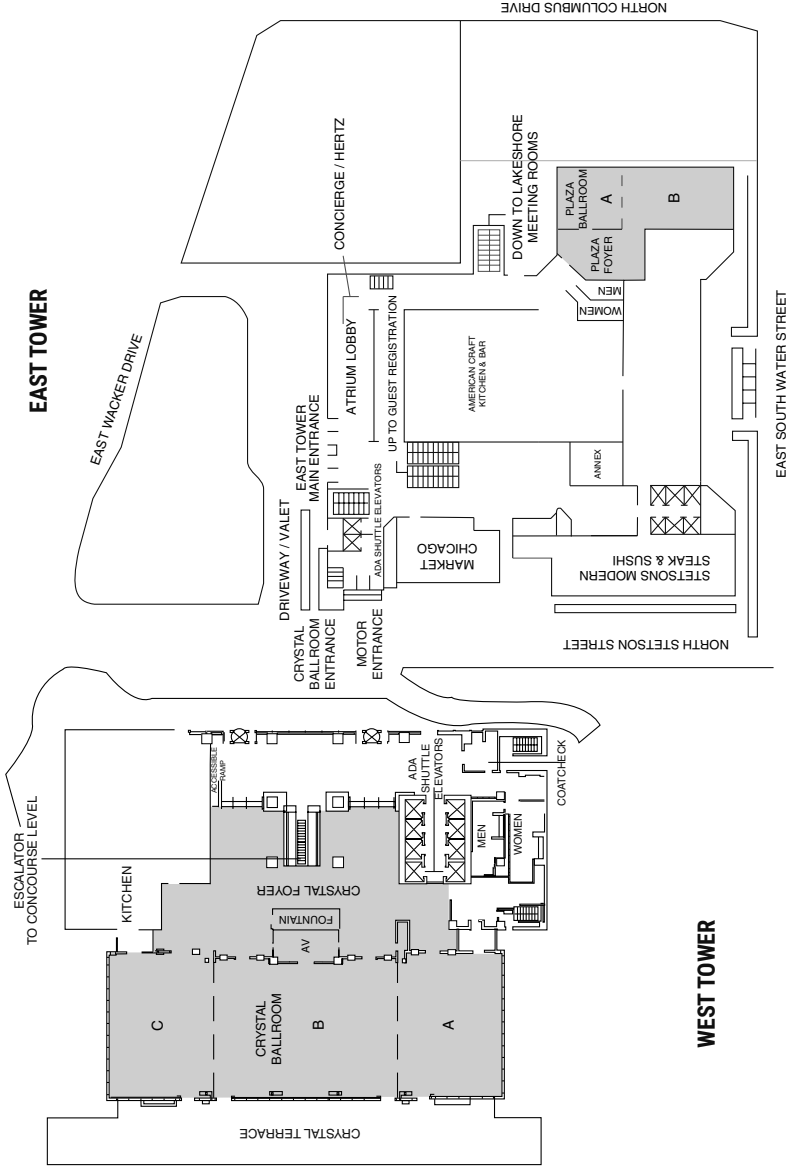 NORTH COLUMBUS DRIVE
EAST TOWER
EAST WACKER DRIVE
CONCIERGE / HERTZ
DOWN TO LAKESHORE
MEETING ROOMS
ATRIUM LOBBY
UP TO GUEST REGISTRATION
PLAZA
BALLROOM
A
B
PLAZA
FOYER
MEN
WOMEN
AMERICAN CRAFT
KITCHEN & BAR
ANNEX
DRIVEWAY / VALET
EAST TOWER
MAIN ENTRANCE
ADA SHUTTLE ELEVATORS
CRYSTAL
BALLROOM
ENTRANCE
MOTOR
ENTRANCE
MARKET
CHICAGO
STETSONS MODERN
STEAK & SUSHI
EAST SOUTH WATER STREET
NORTH STETSON STREET
ESCALATOR
TO CONCOURSE LEVEL
KITCHEN
ACCESSIBLE
RAMP
ADA
SHUTTLE
ELEVATORS
COATCHECK
MEN
WOMEN
CRYSTAL FOYER
FOUNTAIN
AV
C
CRYSTAL
BALLROOM
B
A
CRYSTAL TERRACE
WEST TOWER